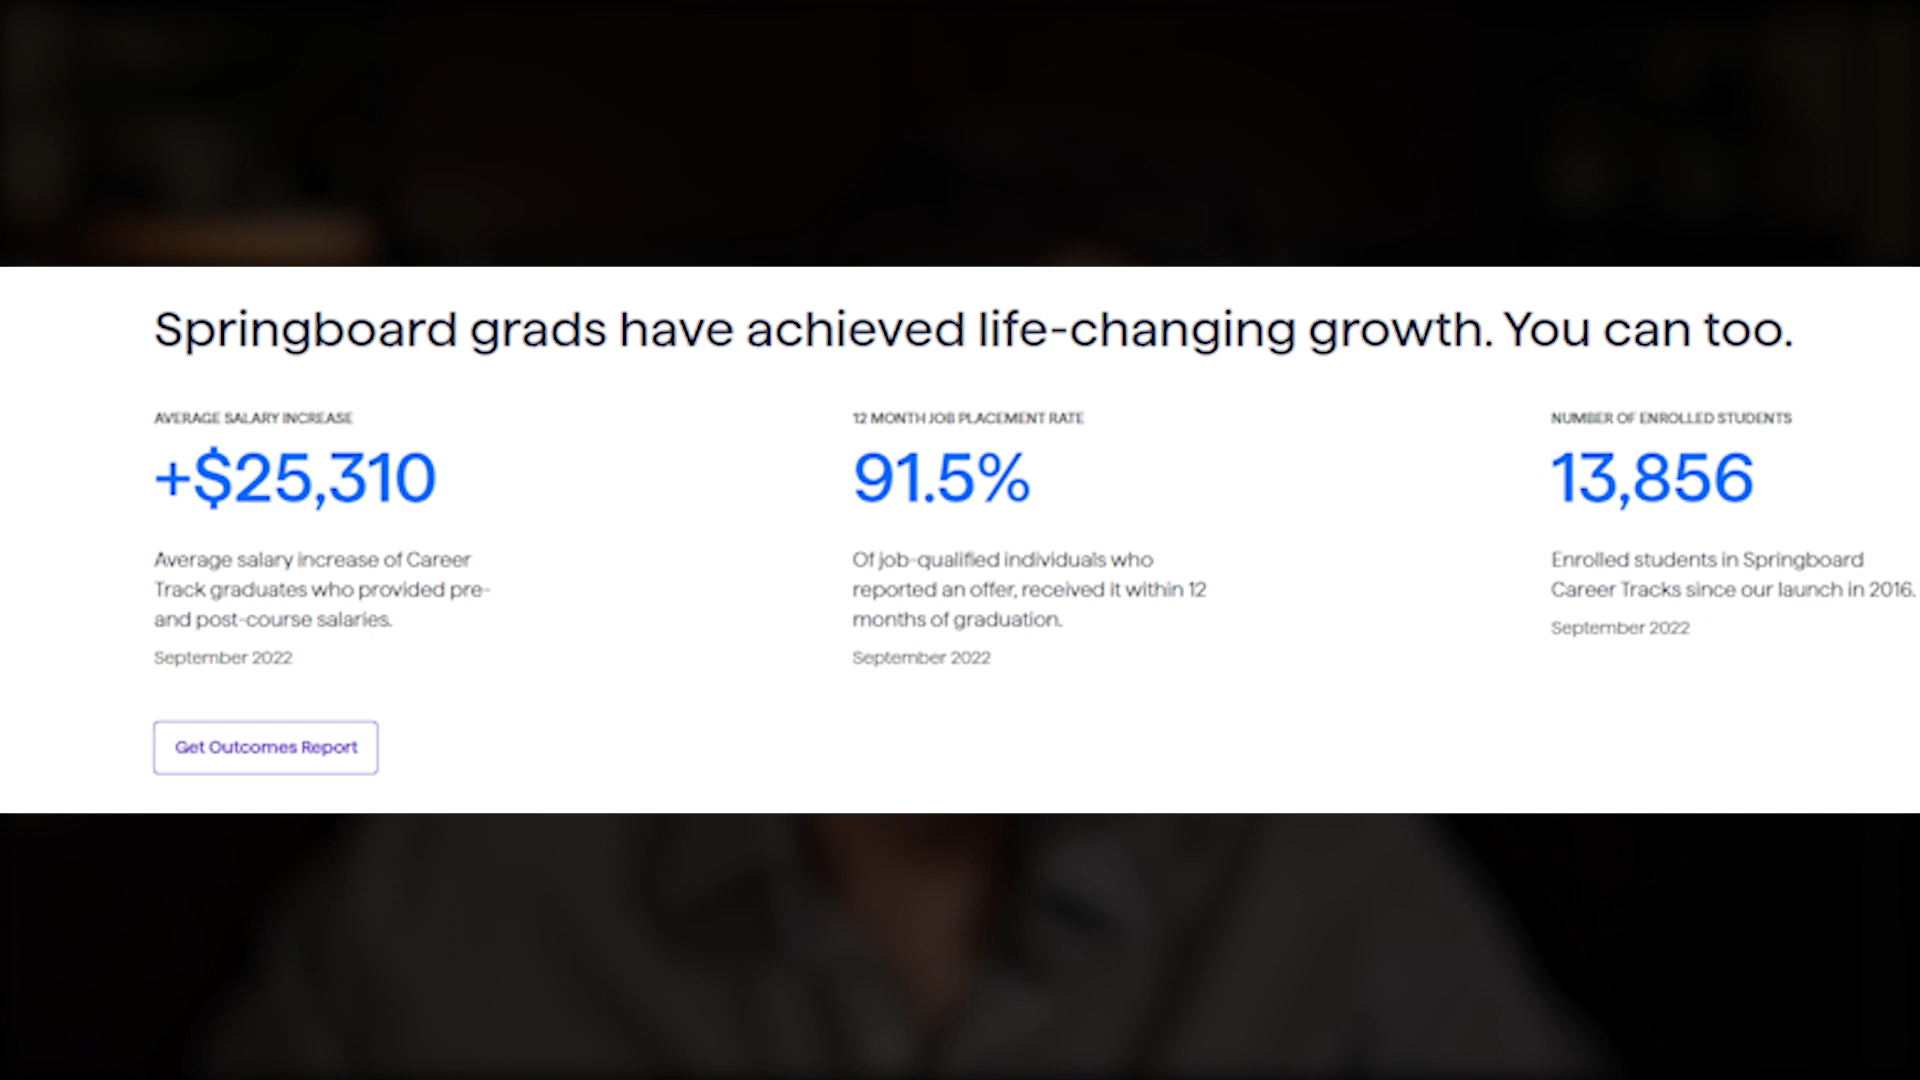 Springboard grads have achieved life-changing growth. You can too.
AVERAGE SALARY INCREASE
+$25,310
Average salary increase of Career
Track graduates who provided pre-
and post-course salaries.
September 2022
Get Outcomes Report
12 MONTH JOB PLACEMENT RATE
91.5%
Of job-qualified individuals who
reported an offer, received it within 12
months of graduation.
September 2022
NUMBER OF ENROLLED STUDENTS
13,856
Enrolled students in Springboard
Career Tracks since our launch in 2016.
September 2022